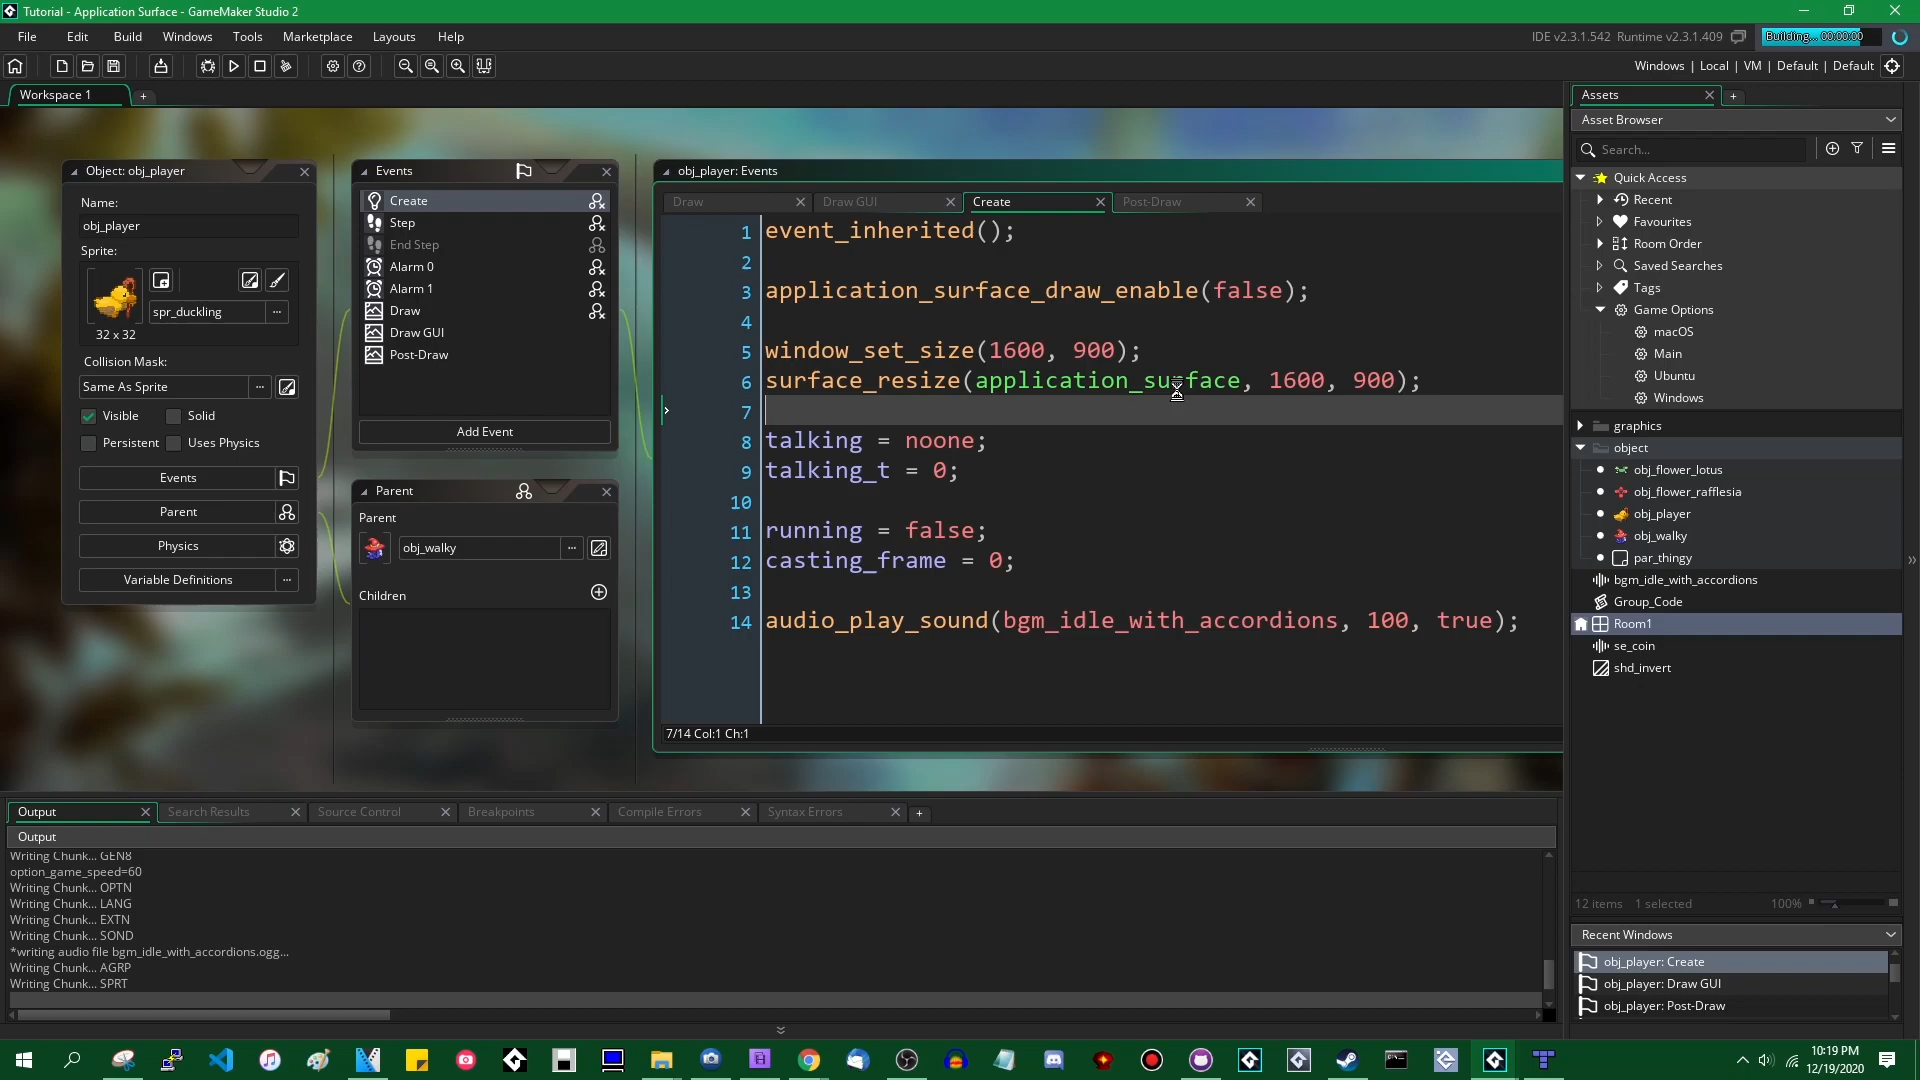 Tutorial - Application Surface - GameMaker Studio 2
File Edit Build Windows Tools Marketplace Layouts Help
IDE v2.3.1.542 Runtime v2.3.1.409
Building... 00:00:00
Windows | Local | VM | Default | Default
Workspace 1
Object: obj_player
Name:
obj_player
Sprite:
spr_duckling
32 x 32
Collision Mask:
Same As Sprite
Visible Solid
Persistent Uses Physics
Events
Parent
Physics
Variable Definitions
Events
Create
Step
End Step
Alarm 0
Alarm 1
Draw
Draw GUI
Post-Draw
Add Event
Parent
Parent
obj_walky
Children
obj_player: Events
Draw Draw GUI Create Post-Draw
1 event_inherited();
2
3 application_surface_draw_enable(false);
4
5 window_set_size(1600, 900);
6 surface_resize(application_surface, 1600, 900);
7
8 talking = noone;
9 talking_t = 0;
10
11 running = false;
12 casting_frame = 0;
13
14 audio_play_sound(bgm_idle_with_accordions, 100, true);
7/14 Col:1 Ch:1
Assets
Asset Browser
Search...
Quick Access
Recent
Favourites
Room Order
Saved Searches
Tags
Game Options
macOS
Main
Ubuntu
Windows
graphics
object
obj_flower_lotus
obj_flower_rafflesia
obj_player
obj_walky
par_thingy
bgm_idle_with_accordions
Group_Code
Room1
se_coin
shd_invert
12 items 1 selected 100%
Recent Windows
obj_player: Create
obj_player: Draw GUI
obj_player: Post-Draw
Output Search Results Source Control Breakpoints Compile Errors Syntax Errors
Output
Writing Chunk... GEN8
option_game_speed=60
Writing Chunk... OPTN
Writing Chunk... LANG
Writing Chunk... EXTN
Writing Chunk... SOND
*writing audio file bgm_idle_with_accordions.ogg...
Writing Chunk... AGRP
Writing Chunk... SPRT
10:19 PM
12/19/2020